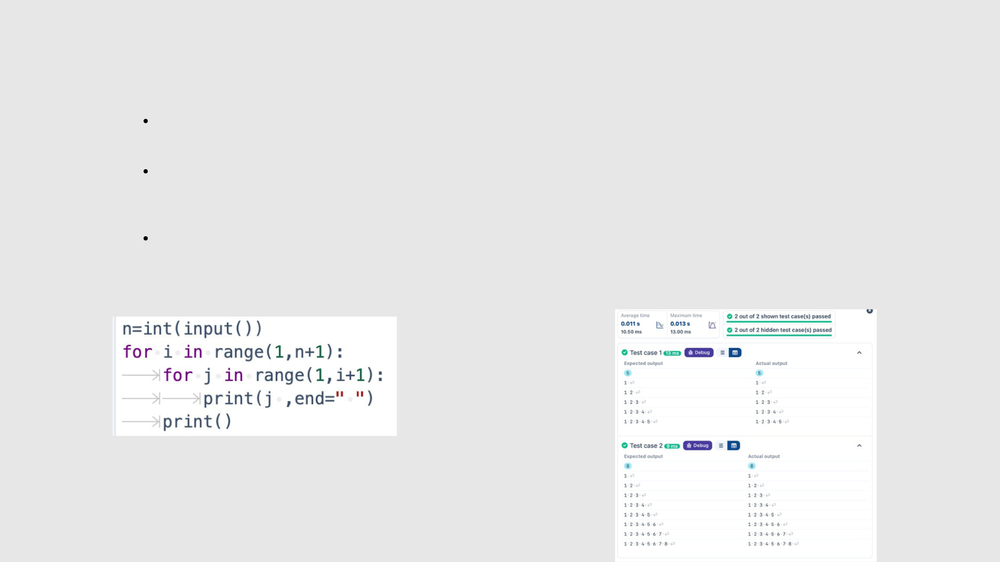 •
•
•
n=int(input())
for i in range(1,n+1):
for j in range(1,i+1):
print(j ,end=" ")
print()
Average time
0.011 s
10.50 ms
Maximum time
0.013 s
13.00 ms
2 out of 2 shown test case(s) passed
2 out of 2 hidden test case(s) passed
Test case 1 13 ms Debug
Expected output Actual output
5 5
1 1
1 2 1 2
1 2 3 1 2 3
1 2 3 4 1 2 3 4
1 2 3 4 5 1 2 3 4 5
Test case 2 9 ms Debug
Expected output Actual output
8 8
1 1
1 2 1 2
1 2 3 1 2 3
1 2 3 4 1 2 3 4
1 2 3 4 5 1 2 3 4 5
1 2 3 4 5 6 1 2 3 4 5 6
1 2 3 4 5 6 7 1 2 3 4 5 6 7
1 2 3 4 5 6 7 8 1 2 3 4 5 6 7 8